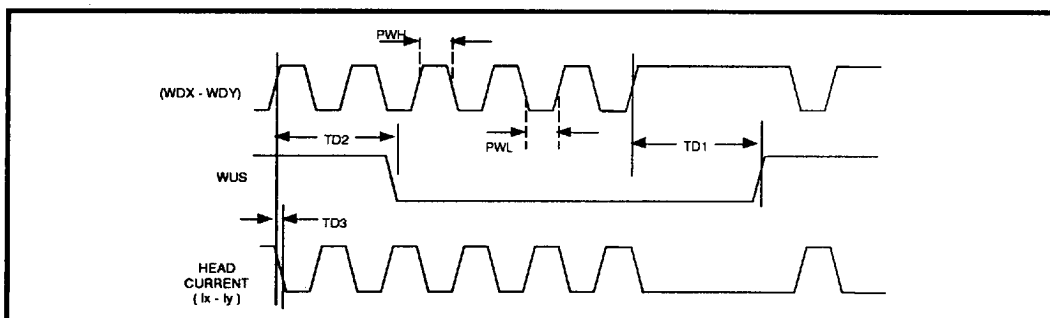 PWH
(WDX - WDY)
TD2
PWL
TD1
WUS
TD3
HEAD
CURRENT
( Ix - Iy )